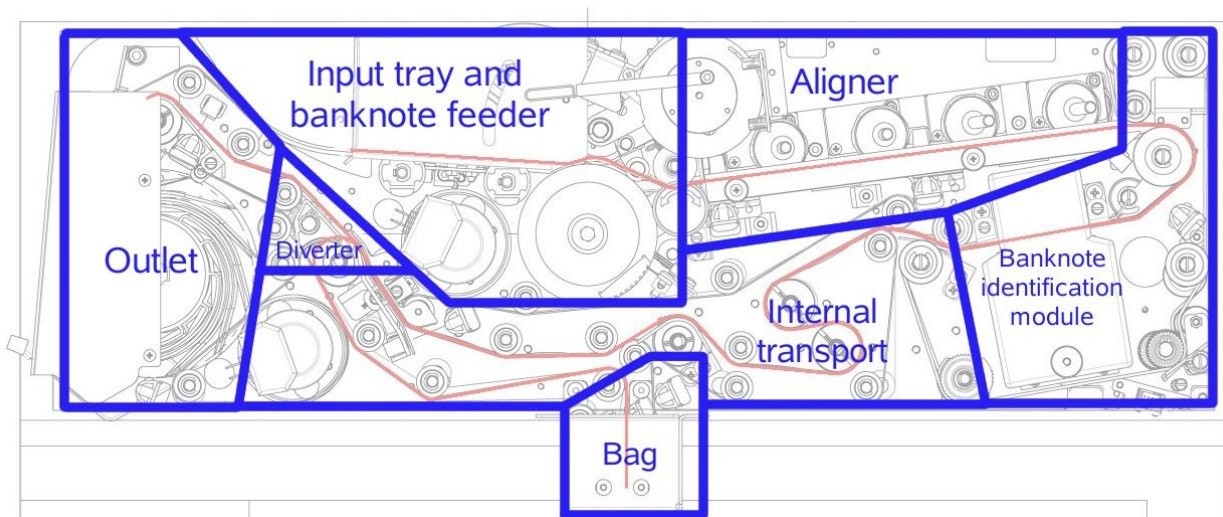 Input tray and
banknote feeder
Aligner
Outlet
Diverter
Banknote
identification
module
Internal
transport
Bag